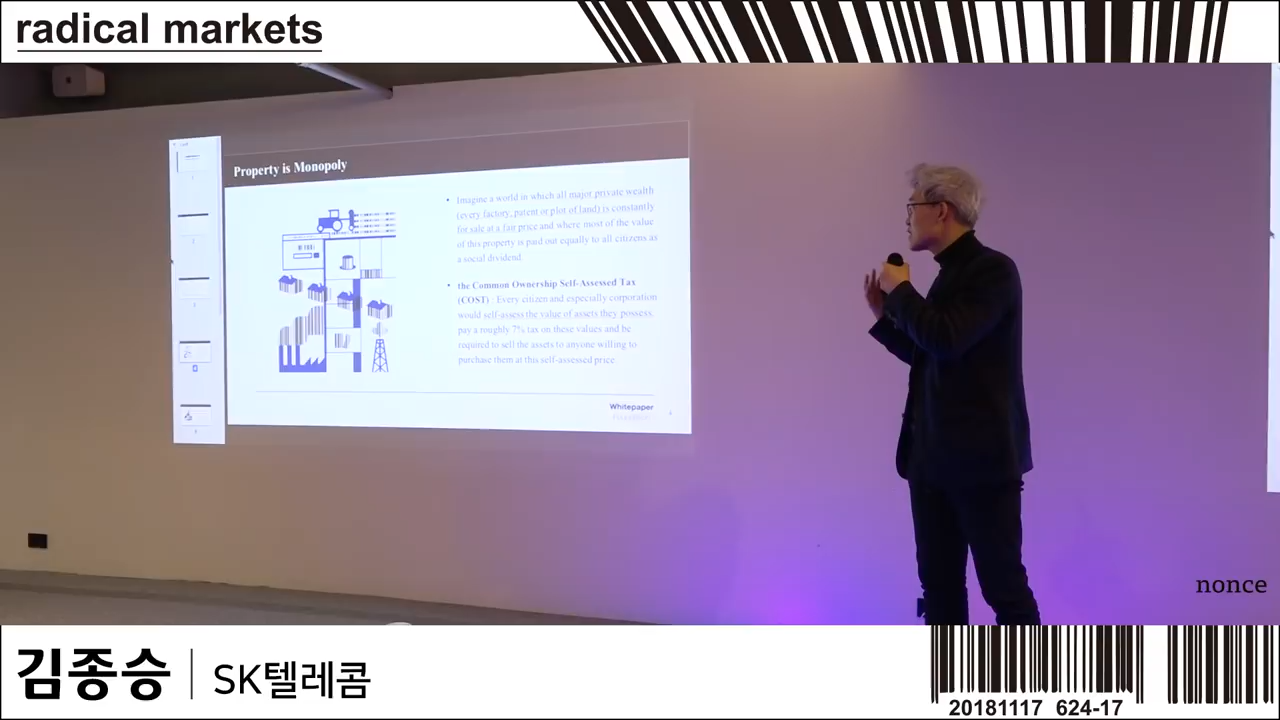 radical markets
Property is Monopoly
• Imagine a world in which all major private wealth
(every factory, patent or plot of land) is constantly
for sale at a fair price and where most of the value
of this property is paid out equally to all citizens as
a social dividend.
• the Common Ownership Self-Assessed Tax
(COST) : Every citizen and especially corporation
would self-assess the value of assets they possess,
pay a roughly 7% tax on these values and be
required to sell the assets to anyone willing to
purchase them at this self-assessed price.
Whitepaper
nonce
김종승 | SK텔레콤
20181117 624-17